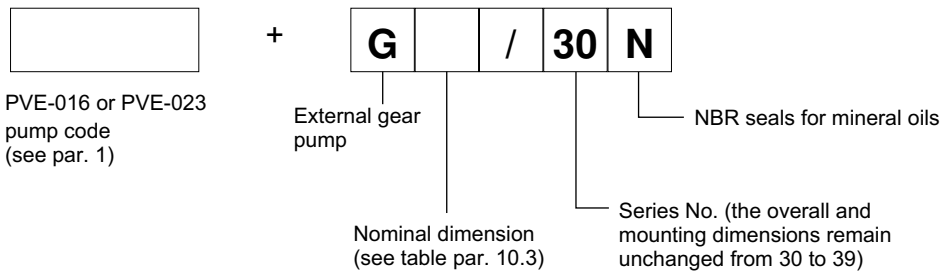 +
G / 30 N
PVE-016 or PVE-023
pump code
(see par. 1)
External gear
pump
NBR seals for mineral oils
Nominal dimension
(see table par. 10.3)
Series No. (the overall and
mounting dimensions remain
unchanged from 30 to 39)